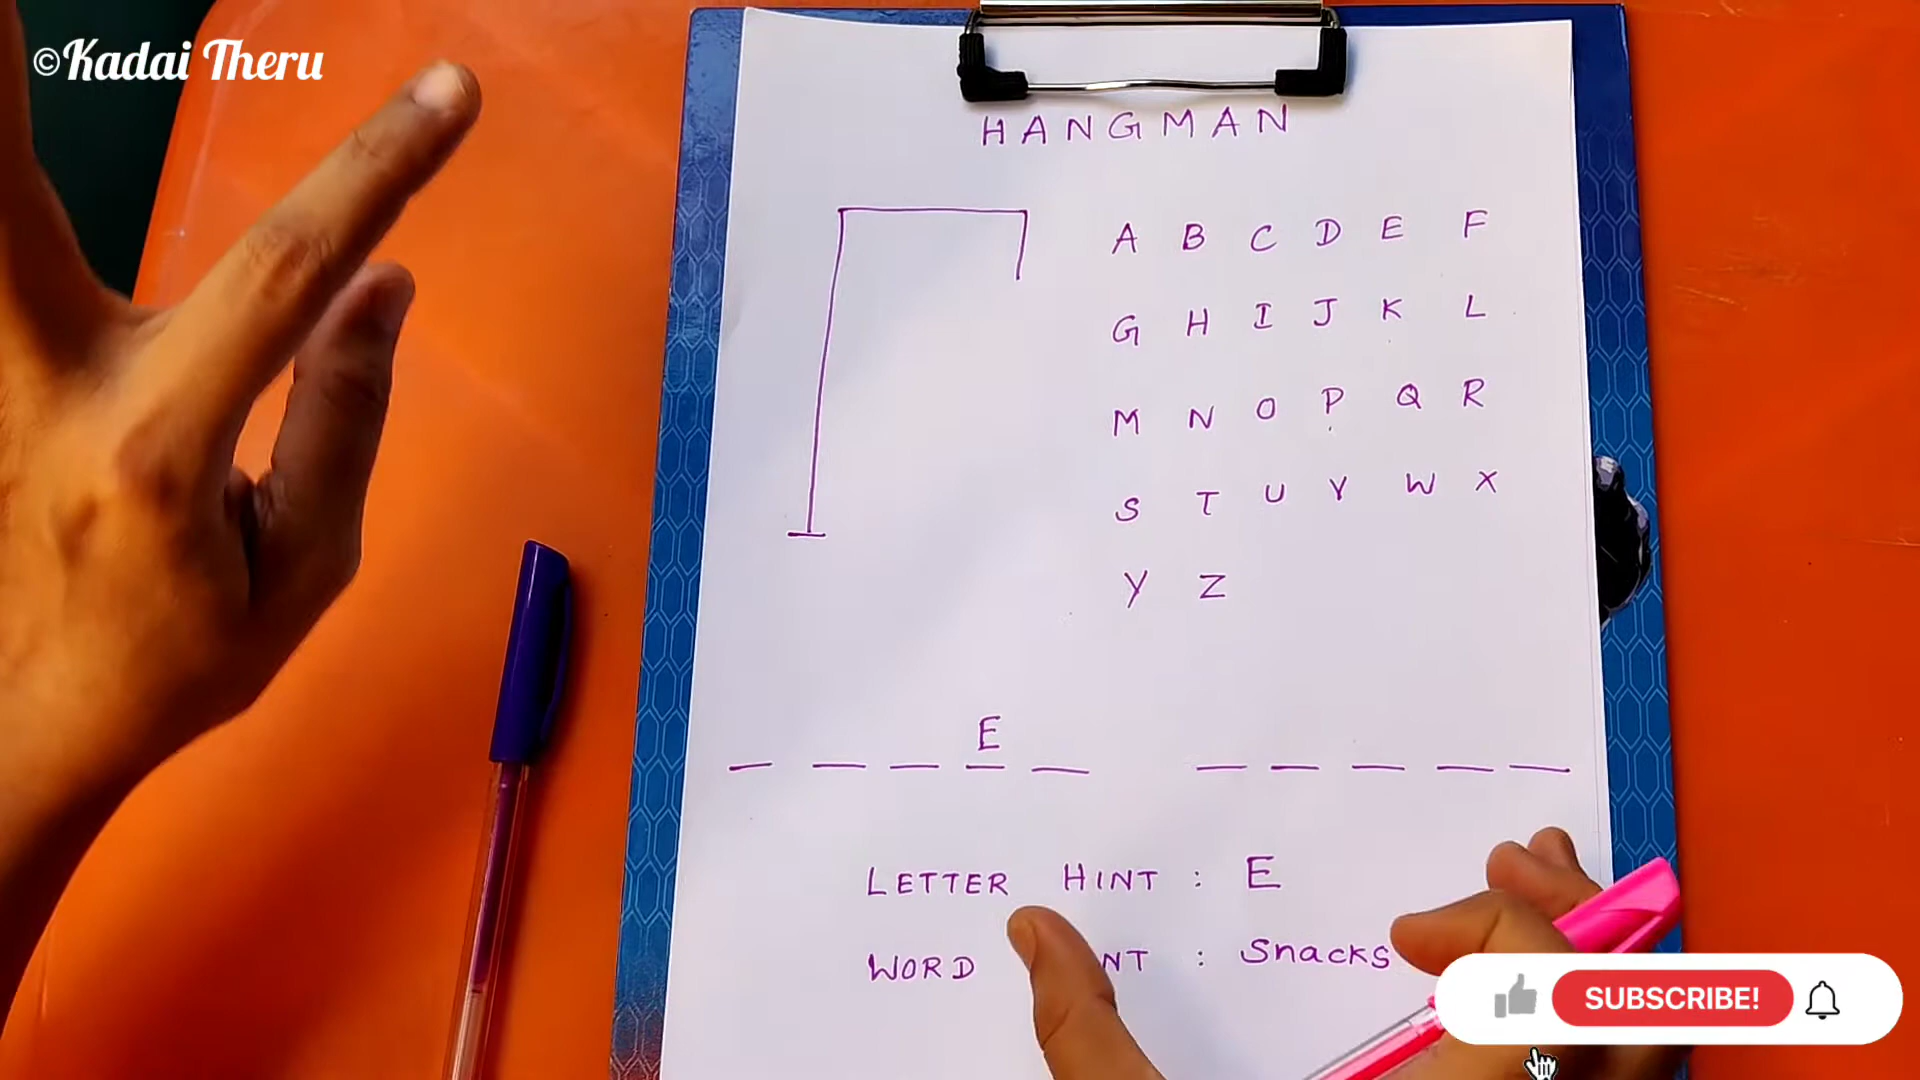 ©Kadai Theru
HANGMAN
A B C D E F
G H I J K L
M N O P Q R
S T U V W X
Y Z
E
LETTER HINT : E
WORD NT : Snacks
SUBSCRIBE!